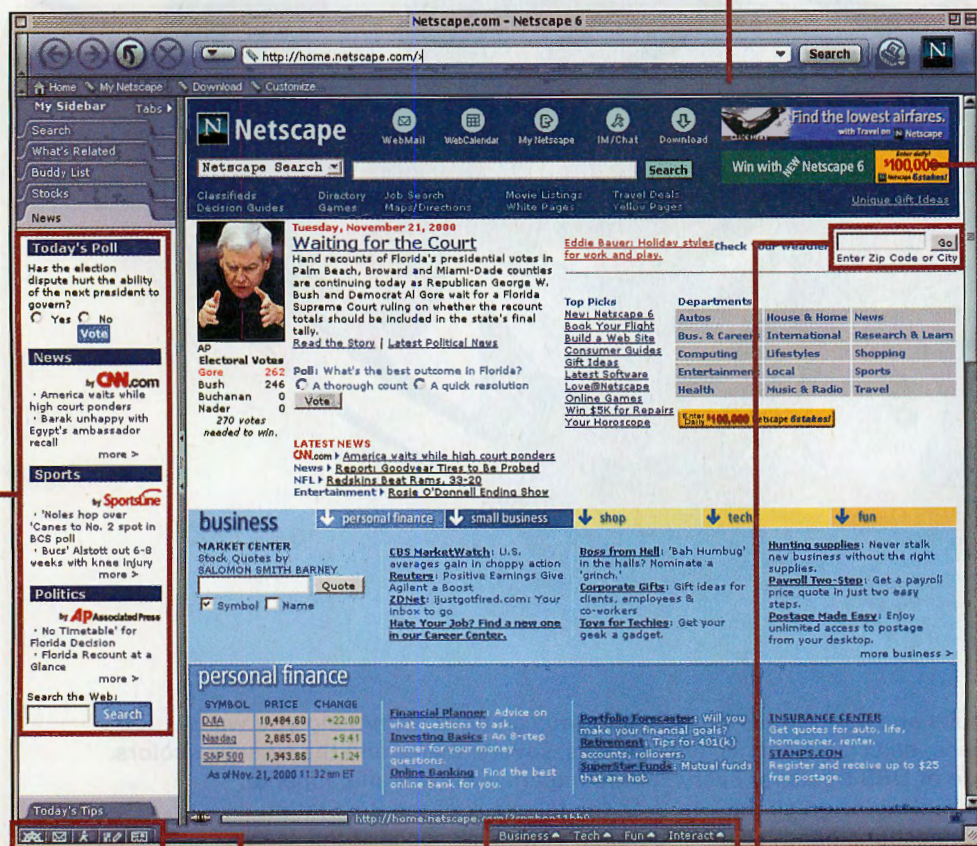 Netscape.com - Netscape 6
http://home.netscape.com/
Search
N
Home My Netscape Download Customize
My Sidebar Tabs
Search
What's Related
Buddy List
Stocks
News
Today's Poll
Has the election
dispute hurt the ability
of the next president to
govern?
Yes No
Vote
News
by CNN.com
· America waits while
high court ponders
· Barak unhappy with
Egypt's ambassador
recall
more >
Sports
by SportsLine
· 'Noles hop over
'Canes to No. 2 spot in
BCS poll
· Bucs' Alstott out 6-8
weeks with knee injury
more >
Politics
by AP Associated Press
· No Timetable' for
Florida Decision
· Florida Recount at a
Glance
more >
Search the Web:
Search
Today's Tips
N Netscape
WebMail WebCalendar My Netscape IM/Chat Download
Find the lowest airfares.
with Travel on N Netscape
Netscape Search
Search
Win with NEW Netscape 6
Enter daily!
$100,000
Netscape 6stakes!
Classifieds Directory Job Search Movie Listings Travel Deals
Decision Guides Games Maps/Directions White Pages Yellow Pages
Unique Gift Ideas
Tuesday, November 21, 2000
Waiting for the Court
Hand recounts of Florida's presidential votes in
Palm Beach, Broward and Miami-Dade counties
are continuing today as Republican George W.
Bush and Democrat Al Gore wait for a Florida
Supreme Court ruling on whether the recount
totals should be included in the state's final
tally.
Read the Story | Latest Political News
AP
Electoral Votes
Gore 262
Bush 246
Buchanan 0
Nader 0
270 votes
needed to win.
Poll: What's the best outcome in Florida?
A thorough count A quick resolution
Vote
LATEST NEWS
CNN.com America waits while high court ponders
News Report: Goodyear Tires to Be Probed
NFL Redskins Beat Rams, 33-20
Entertainment Rosie O'Donnell Ending Show
Eddie Bauer: Holiday styles
for work and play.
Check Your Weather
Go
Enter Zip Code or City
Top Picks
New: Netscape 6
Book Your Flight
Build a Web Site
Consumer Guides
Gift Ideas
Latest Software
Love@Netscape
Online Games
Win $5K for Repairs
Your Horoscope
Departments
Autos House & Home News
Bus. & Careers International Research & Learn
Computing Lifestyles Shopping
Entertainment Local Sports
Health Music & Radio Travel
Enter Daily $100,000 Netscape 6stakes!
business personal finance small business shop tech fun
MARKET CENTER
Stock Quotes by
SALOMON SMITH BARNEY
Quote
Symbol Name
CBS MarketWatch: U.S.
averages gain in choppy action
Reuters: Positive Earnings Give
Agilent a Boost
ZDNet: ijustgotfired.com: Your
inbox to go
Hate Your Job? Find a new one
in our Career Center.
Boss from Hell: 'Bah Humbug'
in the halls? Nominate a
'grinch.'
Corporate Gifts: Gift ideas for
clients, employees &
co-workers
Toys for Techies: Get your
geek a gadget.
Hunting supplies: Never stalk
new business without the right
supplies.
Payroll Two-Step: Get a payroll
price quote in just two easy
steps.
Postage Made Easy: Enjoy
unlimited access to postage
from your desktop.
more business >
personal finance
SYMBOL PRICE CHANGE
DJIA 10,484.60 +22.00
Nasdaq 2,885.05 +9.41
S&P 500 1,343.86 +1.24
As of Nov. 21, 2000 11:32 am ET
Financial Planner: Advice on
what questions to ask.
Investing Basics: An 8-step
primer for your money
questions.
Online Banking: Find the best
online bank for you.
Portfolio Forecaster: Will you
make your financial goals?
Retirement: Tips for 401(k)
accounts, rollovers.
SuperStar Funds: Mutual funds
that are hot.
INSURANCE CENTER
Get quotes for auto, life,
homeowner, renter.
STAMPS.COM
Register and receive up to $25
free postage.
Business Tech Fun Interact